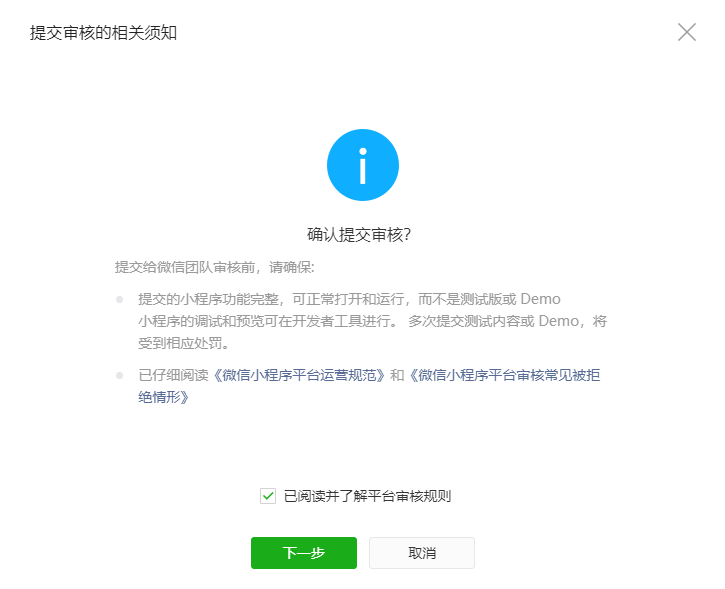 提交审核的相关须知
确认提交审核?
提交给微信团队审核前，请确保:
提交的小程序功能完整，可正常打开和运行，而不是测试版或 Demo
小程序的调试和预览可在开发者工具进行。 多次提交测试内容或 Demo，将
受到相应处罚。
已仔细阅读《微信小程序平台运营规范》和《微信小程序平台审核常见被拒
绝情形》
已阅读并了解平台审核规则
下一步
取消